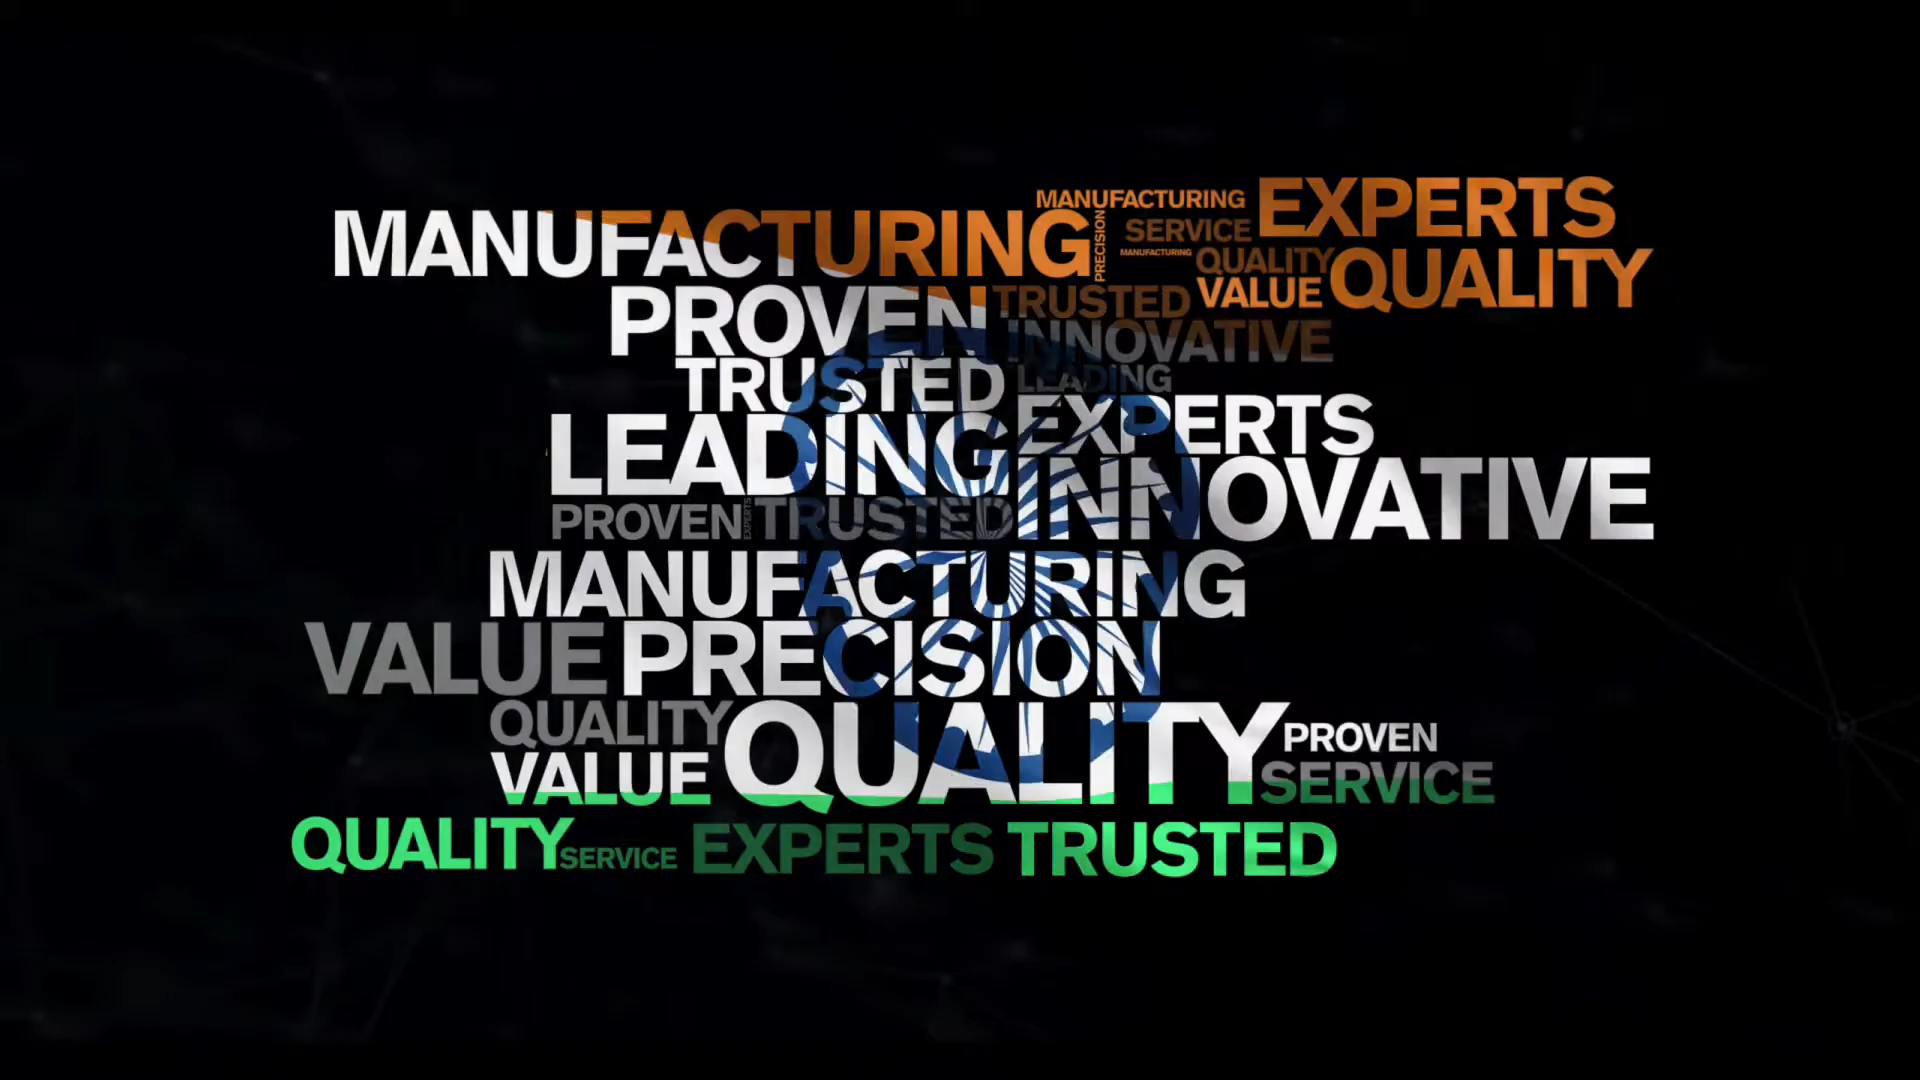 MANUFACTURING EXPERTS
MANUFACTURING PRECISION SERVICE
MANUFACTURING QUALITY QUALITY
PROVEN TRUSTED VALUE
INNOVATIVE
TRUSTED LEADING
LEADING EXPERTS
INNOVATIVE
PROVEN EXPERTS TRUSTED
MANUFACTURING
VALUE PRECISION
QUALITY QUALITY PROVEN
VALUE SERVICE
QUALITY SERVICE EXPERTS TRUSTED